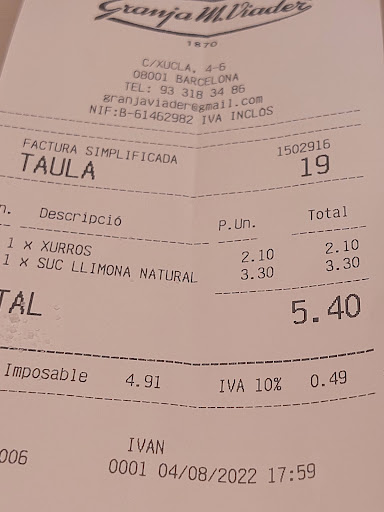 Granja M. Viader
1870
C/XUCLA, 4-6
08001 BARCELONA
TEL: 93 318 34 86
granjaviader@gmail.com
NIF:B-61462982 IVA INCLOS
FACTURA SIMPLIFICADA 1502916
TAULA 19
n. Descripció P.Un. Total
1 x XURROS 2.10 2.10
1 x SUC LLIMONA NATURAL 3.30 3.30
TAL 5.40
Imposable 4.91 IVA 10% 0.49
IVAN
006 0001 04/08/2022 17:59